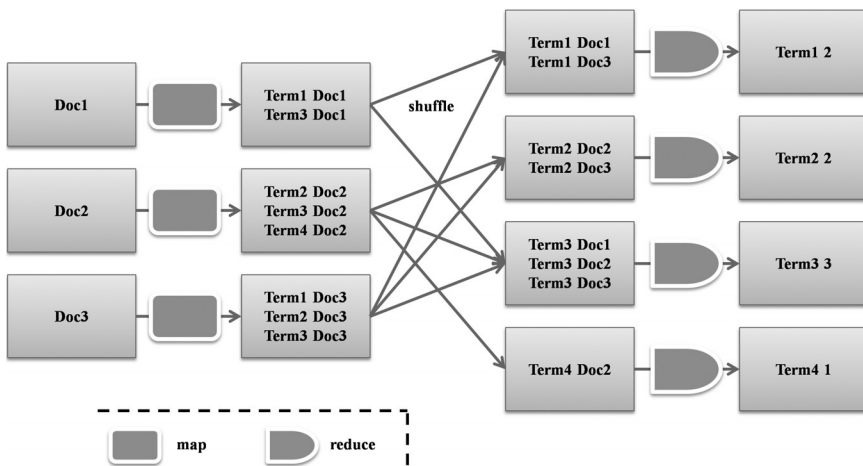 Doc1
Term1 Doc1
Term3 Doc1
Doc2
Term2 Doc2
Term3 Doc2
Term4 Doc2
Doc3
Term1 Doc3
Term2 Doc3
Term3 Doc3
shuffle
Term1 Doc1
Term1 Doc3
Term1 2
Term2 Doc2
Term2 Doc3
Term2 2
Term3 Doc1
Term3 Doc2
Term3 Doc3
Term3 3
Term4 Doc2
Term4 1
map
reduce